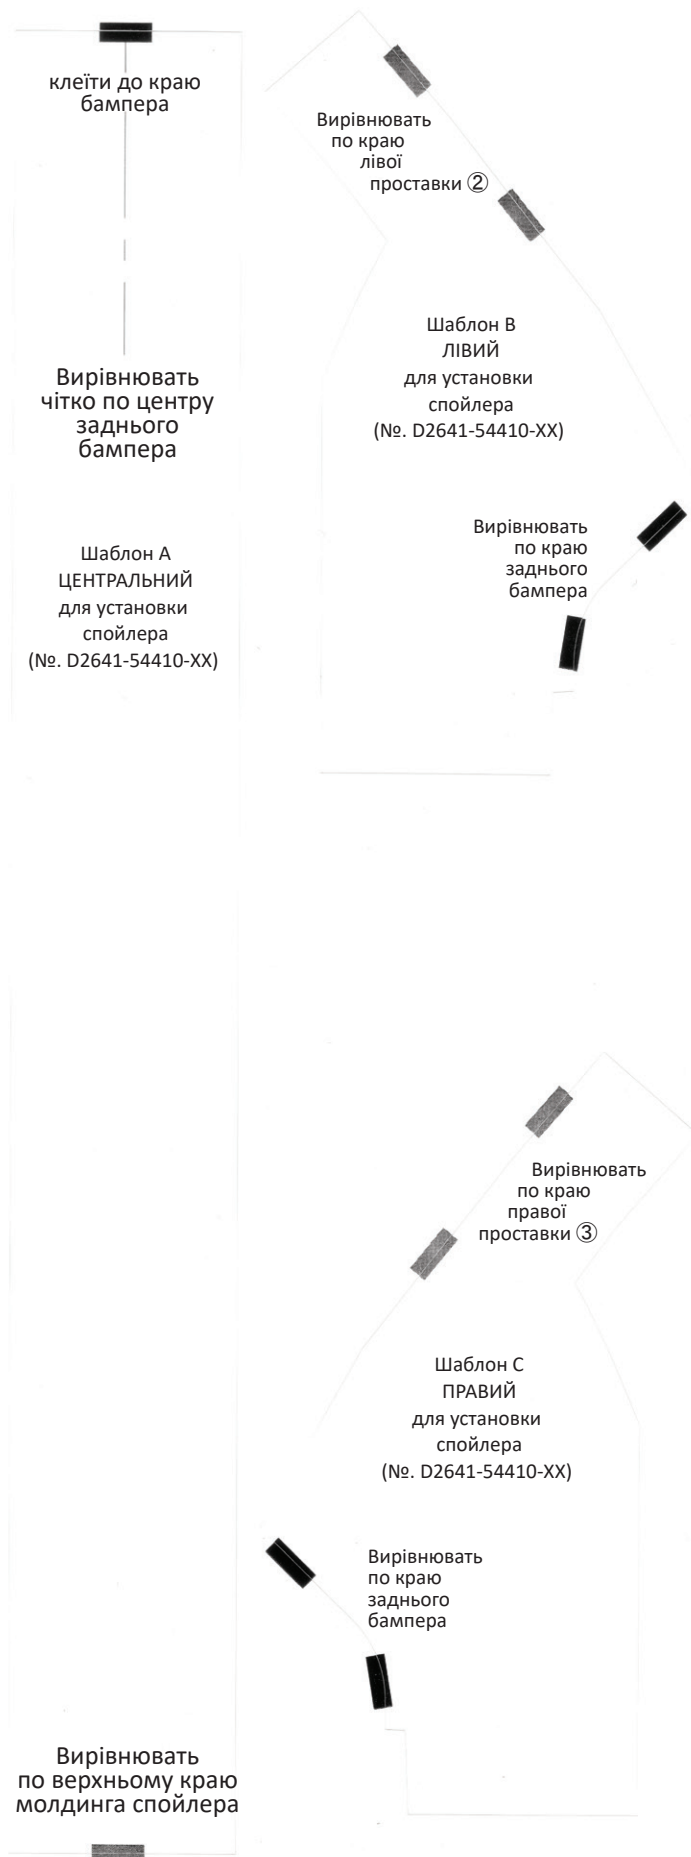 клеїти до краю
бампера
Вирівнювать
чітко по центру
заднього
бампера
Шаблон А
ЦЕНТРАЛЬНИЙ
для установки
спойлера
(№. D2641-54410-XX)
Вирівнювать
по верхньому краю
молдинга спойлера
Вирівнювать
по краю
лівої
проставки ②
Шаблон В
ЛІВИЙ
для установки
спойлера
(№. D2641-54410-XX)
Вирівнювать
по краю
заднього
бампера
Вирівнювать
по краю
правої
проставки ③
Шаблон С
ПРАВИЙ
для установки
спойлера
(№. D2641-54410-XX)
Вирівнювать
по краю
заднього
бампера